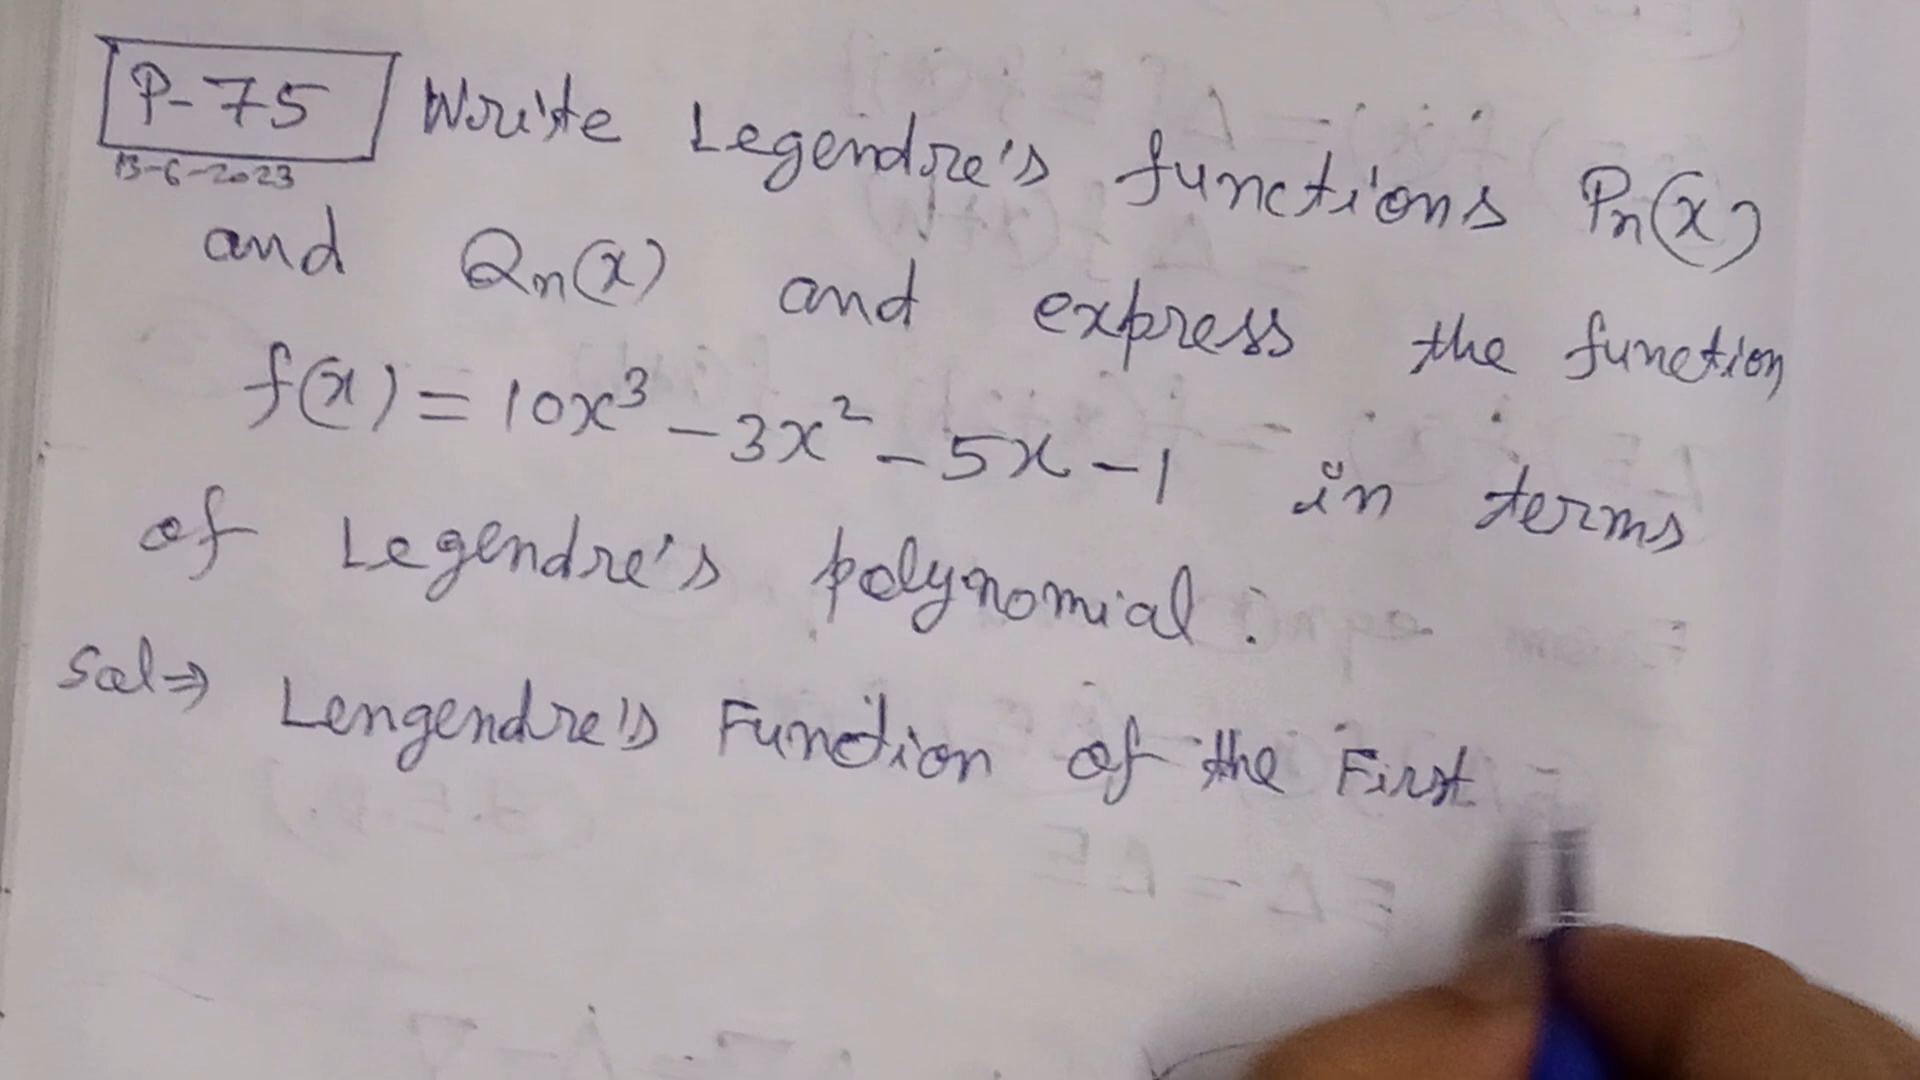 P-75 Write Legendre's functions Pn(x)
13-6-2023
and Qn(x) and express the function
f(x) = 10x³ - 3x² - 5x - 1 in terms
of Legendre's polynomial :
Sol⇒ Lengendre's Function of the First